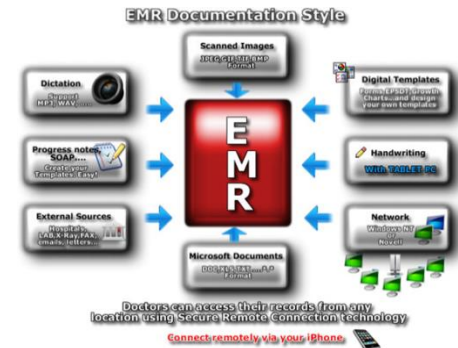 EMR Documentation Style
Scanned Images
JPEG,GIF,TIF,BMP
Format
Dictation
Support
MP3, WAV,.....
Digital Templates
Forms,EPSDT,Growth
Charts...and design
your own templates
EMR
Progress notes,
SOAP....
Create your
Templates, Easy!
Handwriting
With TABLET PC
External Sources
Hospitals,
LAB,X-Ray,FAX,
emails, letters...
Network
Windows NT
or
Novell
Microsoft Documents
DOC,XLS,TXT....*.*
Format
Doctors can access their records from any
location using Secure Remote Connection technology
Connect remotely via your iPhone